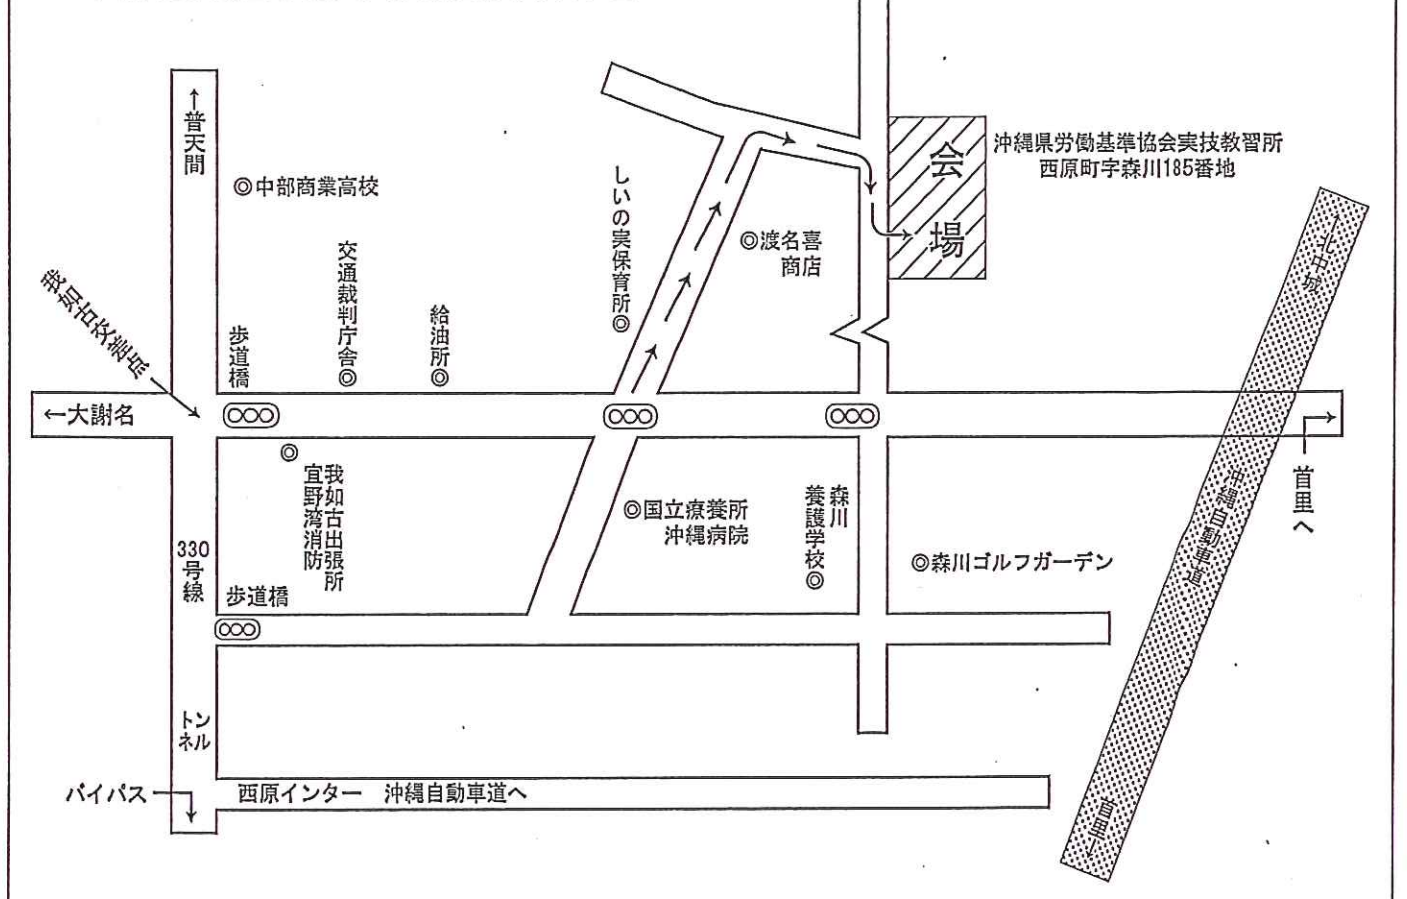 ↑普天間
◎中部商業高校
交通裁判庁舎◎
給油所◎
しいの実保育所◎
◎渡名喜
商店
会場
沖縄県労働基準協会実技教習所
西原町字森川185番地
↑北中城
我如古交差点
歩道橋
←大謝名
首里へ
◎
我如古出張所
宜野湾消防
◎国立療養所
沖縄病院
森川
養護学校◎
◎森川ゴルフガーデン
沖縄自動車道
330号線
歩道橋
トン
ネル
バイパス
西原インター 沖縄自動車道へ
首里↓